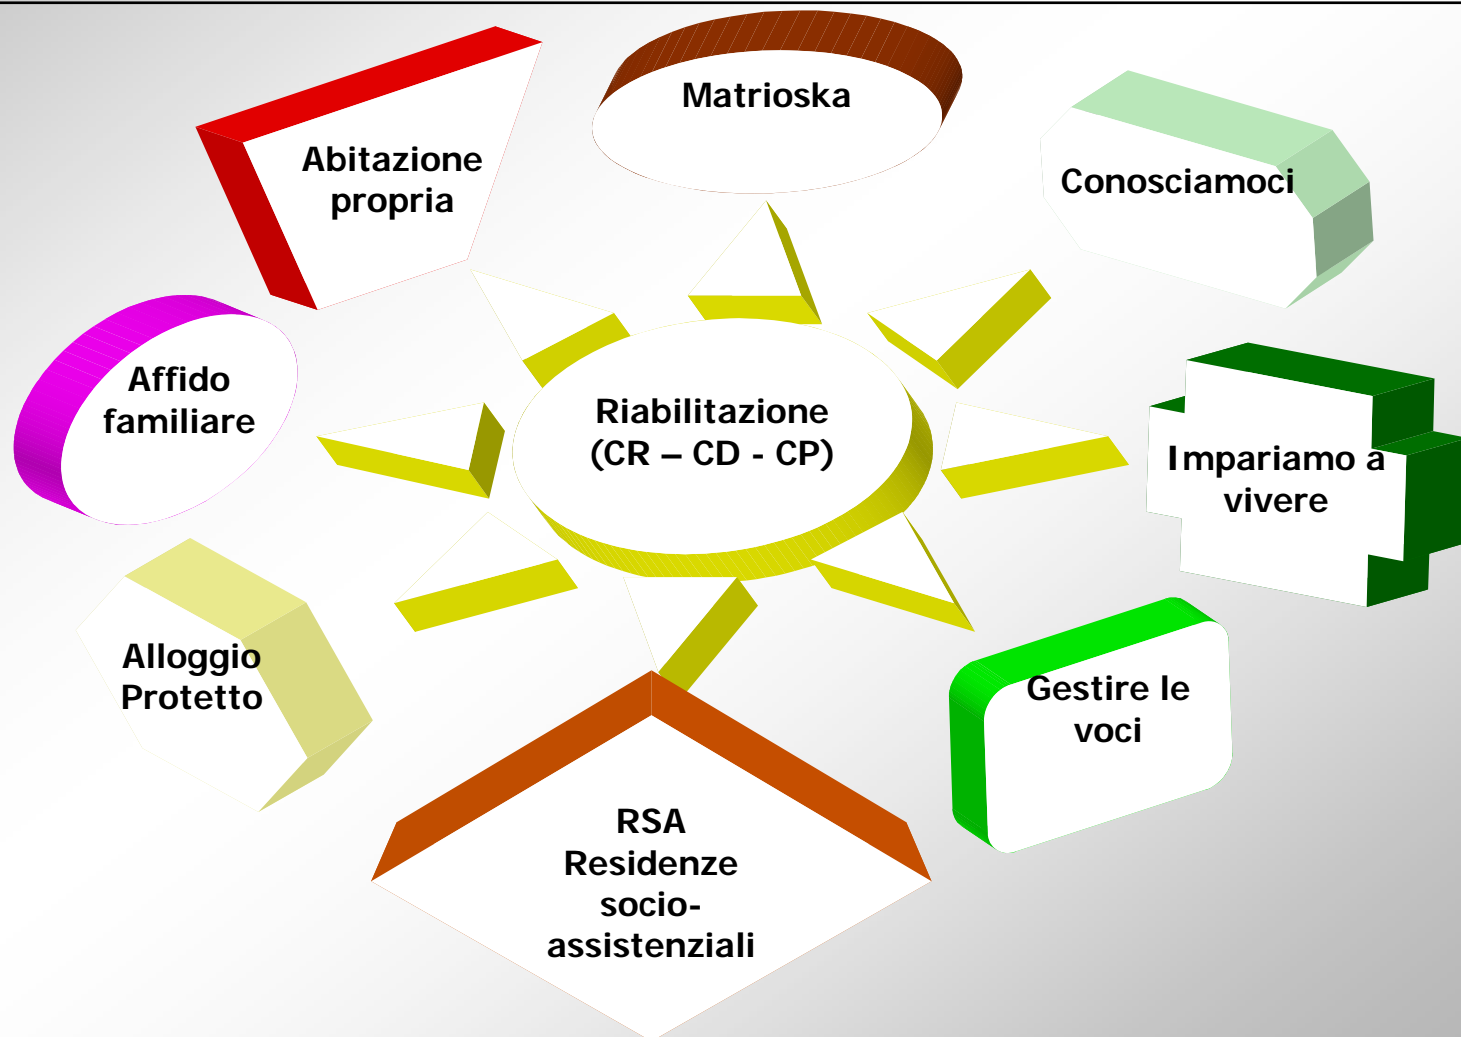 Matrioska
Abitazione
propria
Conosciamoci
Affido
familiare
Riabilitazione
(CR – CD - CP)
Impariamo a
vivere
Alloggio
Protetto
Gestire le
voci
RSA
Residenze
socio-
assistenziali